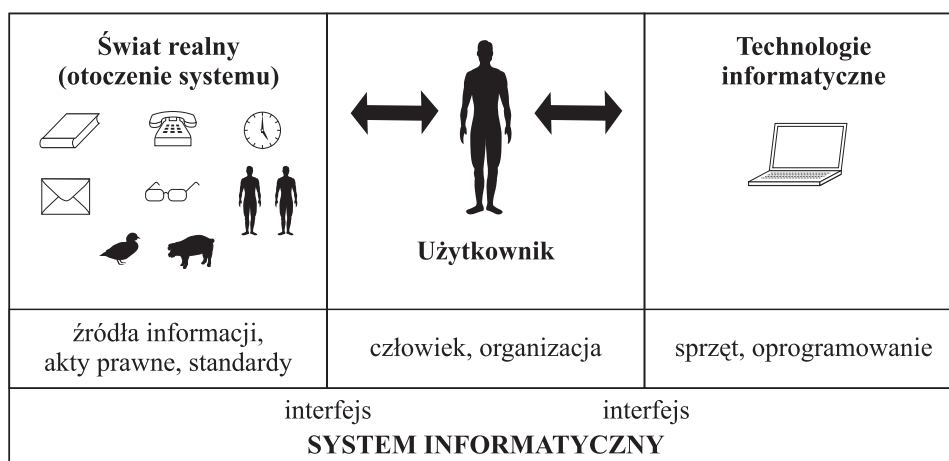 Świat realny
(otoczenie systemu)
Użytkownik
Technologie
informatyczne
źródła informacji,
akty prawne, standardy
człowiek, organizacja
sprzęt, oprogramowanie
interfejs
interfejs
SYSTEM INFORMATYCZNY